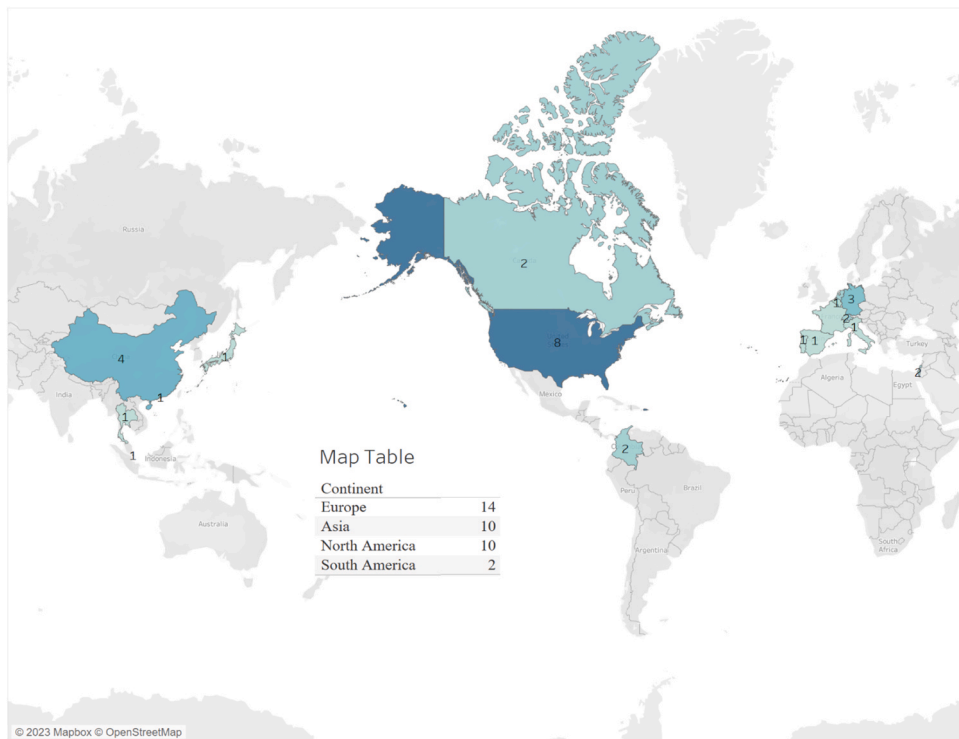 Russia
2
3
1
2
1
1
1
8
4
1
1
1
1
2
India
Turkey
Algeria
Egypt
Mexico
Indonesia
2
Peru
Brazil
Australia
Argentina
South
Africa
Map Table
Continent
Europe 14
Asia 10
North America 10
South America 2
© 2023 Mapbox © OpenStreetMap